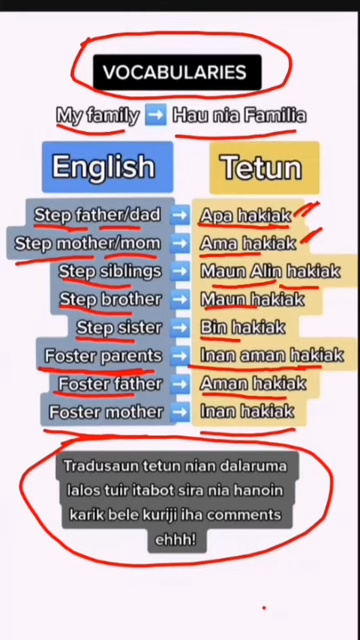 VOCABULARIES
My family ➡ Hau nia Familia
English Tetun
Step father/dad → Apa hakiak
Step mother/mom → Ama hakiak
Step siblings → Maun Alin hakiak
Step brother → Maun hakiak
Step sister → Bin hakiak
Foster parents → Inan aman hakiak
Foster father → Aman hakiak
Foster mother → Inan hakiak
Tradusaun tetun nian dalaruma
lalos tuir itabot sira nia hanoin
karik bele kuriji iha comments
ehhh!